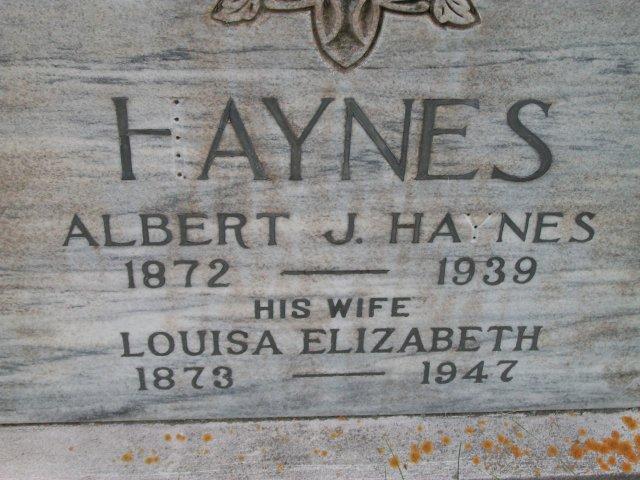 HAYNES
ALBERT J. HAYNES
1872 — 1939
HIS WIFE
LOUISA ELIZABETH
1873 — 1947